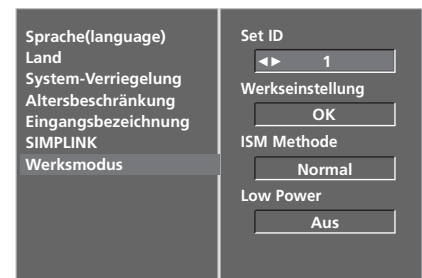 Sprache(language)
Land
System-Verriegelung
Altersbeschränkung
Eingangsbezeichnung
SIMPLINK
Werksmodus
Set ID
◄► 1
Werkseinstellung
OK
ISM Methode
Normal
Low Power
Aus